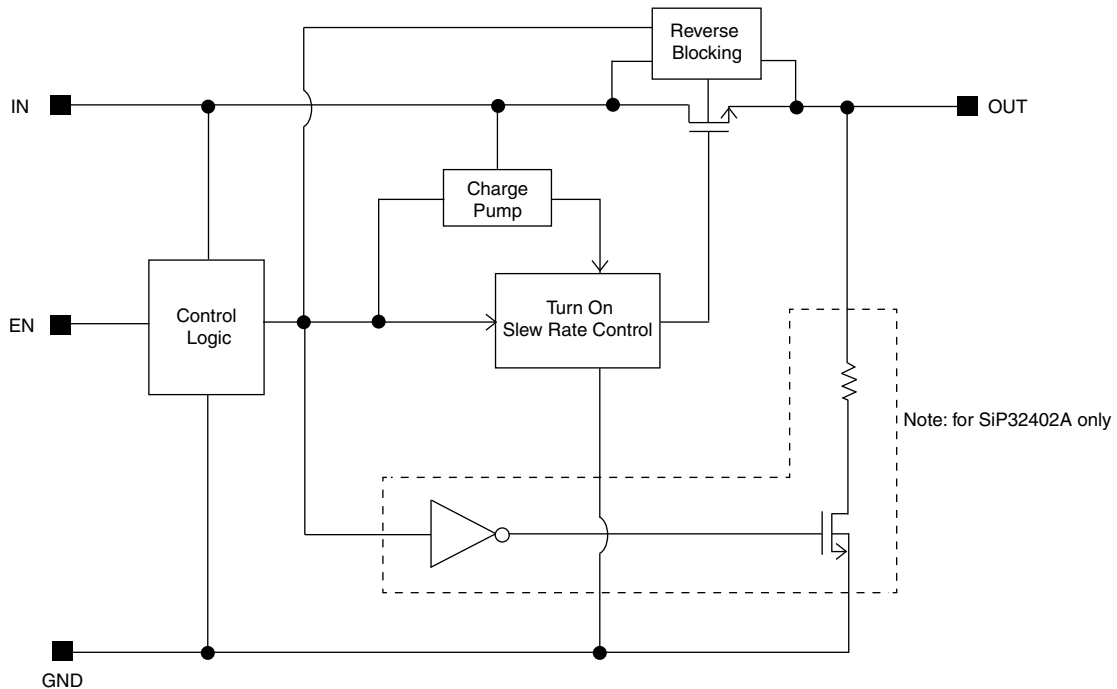 Reverse
Blocking
IN
OUT
Charge
Pump
EN
Control
Logic
Turn On
Slew Rate Control
Note: for SiP32402A only
GND